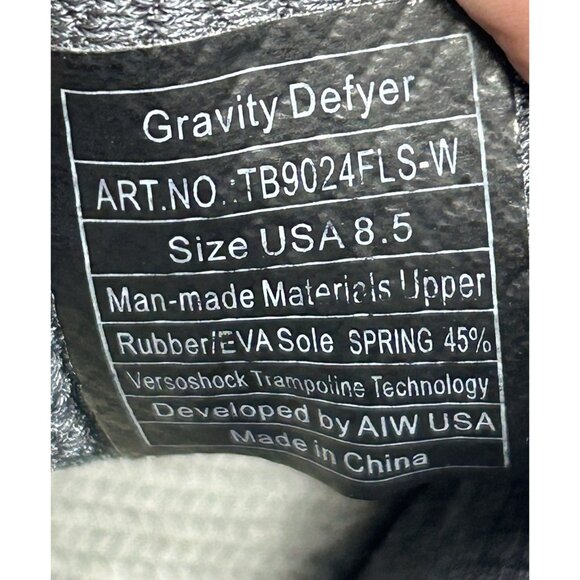 Gravity Defyer
ART.NO.:TB9024FLS-W
Size USA 8.5
Man-made Materials Upper
Rubber/EVA Sole SPRING 45%
Versoshock Trampoline Technology
Developed by AIW USA
Made in China